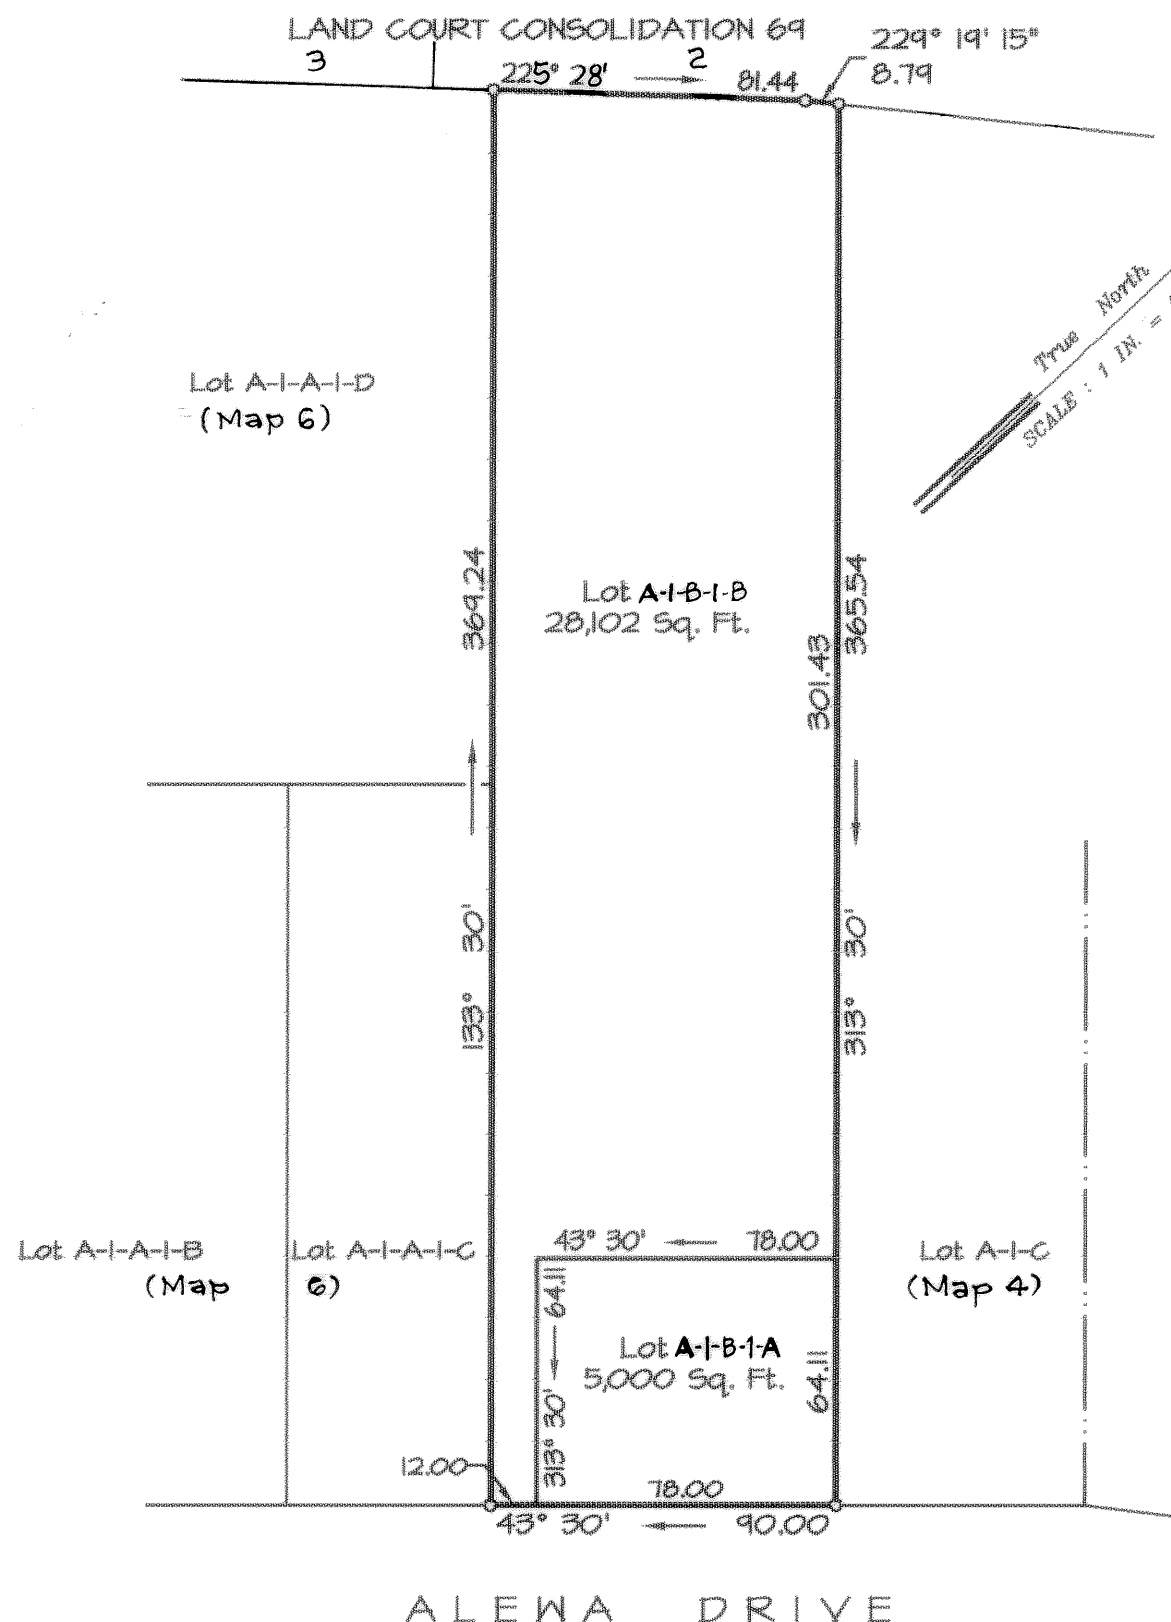 LAND COURT CONSOLIDATION 69
3
2
225° 28'
81.44
229° 19' 15"
8.79
True North
SCALE : 1 IN. =
Lot A-1-A-1-D
(Map 6)
369.24
133° 30'
Lot A-1-B-1-B
28,102 Sq. Ft.
301.43
365.54
313° 30'
Lot A-1-A-1-B
Lot A-1-A-1-C
(Map 6)
43° 30'
78.00
Lot A-1-C
(Map 4)
64.11
313° 30'
Lot A-1-B-1-A
5,000 Sq. Ft.
64.11
12.00
78.00
43° 30'
90.00
ALEWA DRIVE